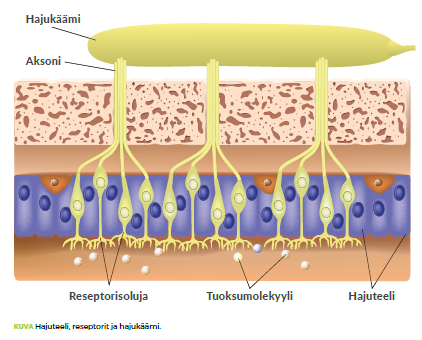 Hajukäämi
Aksoni
Reseptorisoluja
Tuoksumolekyyli
Hajuteeli
KUVA Hajuteeli, reseptorit ja hajukäämi.